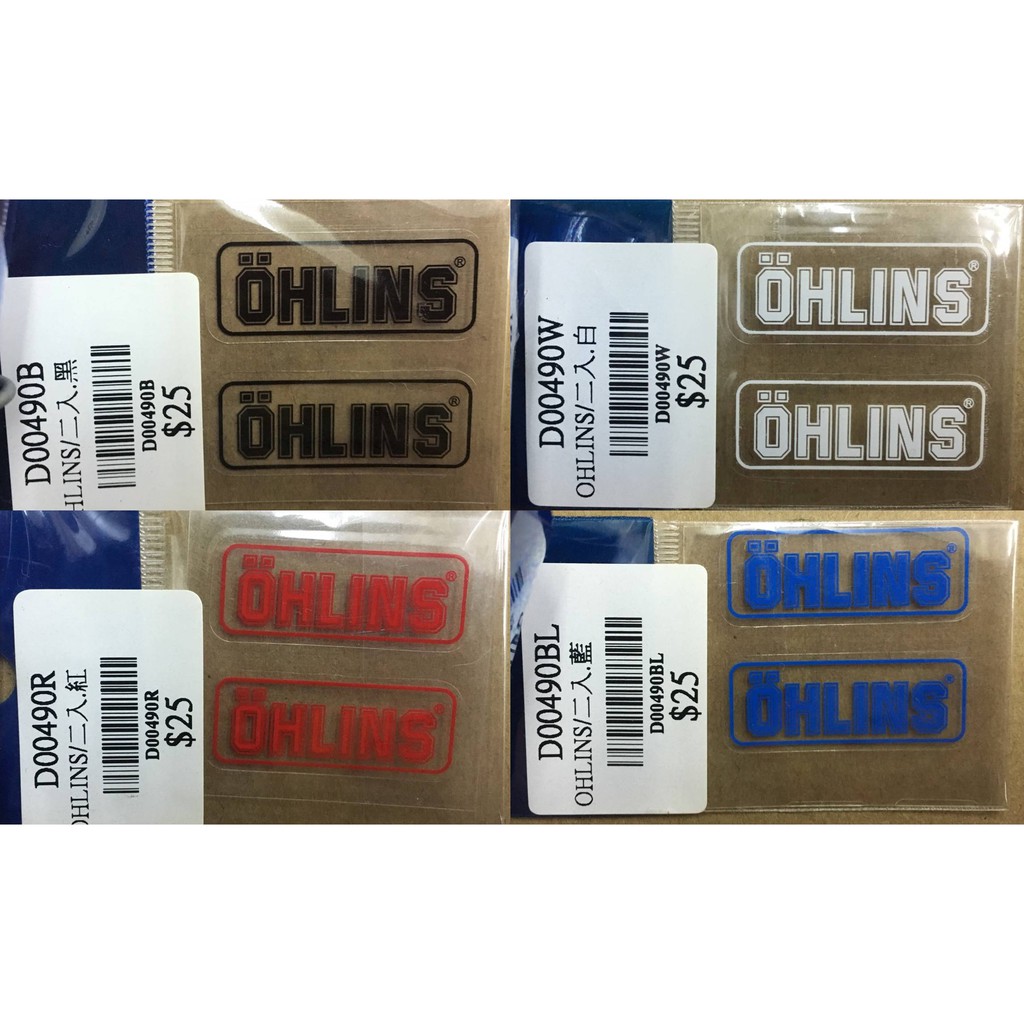 ÖHLINS®
ÖHLINS®
D00490B
HLINS/二入.黑
D00490B
$25
ÖHLINS®
ÖHLINS®
D00490W
OHLINS/二入.白
D00490W
$25
ÖHLINS®
ÖHLINS®
D00490R
OHLINS/二入.紅
D00490R
$25
ÖHLINS®
ÖHLINS®
D00490BL
OHLINS/二入.藍
D00490BL
$25